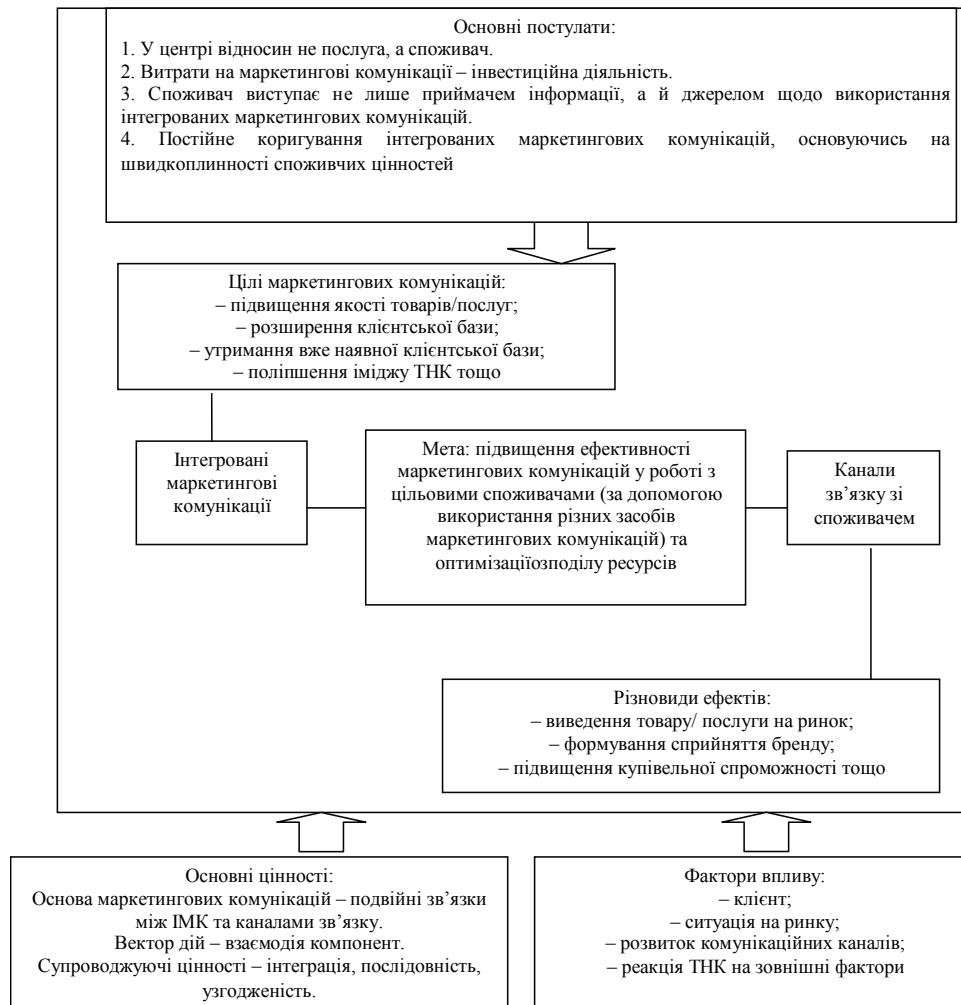 Основні постулати:
1. У центрі відносин не послуга, а споживач.
2. Витрати на маркетингові комунікації – інвестиційна діяльність.
3. Споживач виступає не лише приймачем інформації, а й джерелом щодо використання
інтегрованих маркетингових комунікацій.
4. Постійне коригування інтегрованих маркетингових комунікацій, основуючись на
швидкоплинності споживчих цінностей
Цілі маркетингових комунікацій:
– підвищення якості товарів/послуг;
– розширення клієнтської бази;
– утримання вже наявної клієнтської бази;
– поліпшення іміджу ТНК тощо
Інтегровані
маркетингові
комунікації
Мета: підвищення ефективності
маркетингових комунікацій у роботі з
цільовими споживачами (за допомогою
використання різних засобів
маркетингових комунікацій) та
оптимізаціїозподілу ресурсів
Канали
зв’язку зі
споживачем
Різновиди ефектів:
– виведення товару/ послуги на ринок;
– формування сприйняття бренду;
– підвищення купівельної спроможності тощо
Основні цінності:
Основа маркетингових комунікацій – подвійні зв’язки
між ІМК та каналами зв’язку.
Вектор дій – взаємодія компонент.
Супроводжуючі цінності – інтеграція, послідовність,
узгодженість.
Фактори впливу:
– клієнт;
– ситуація на ринку;
– розвиток комунікаційних каналів;
– реакція ТНК на зовнішні фактори